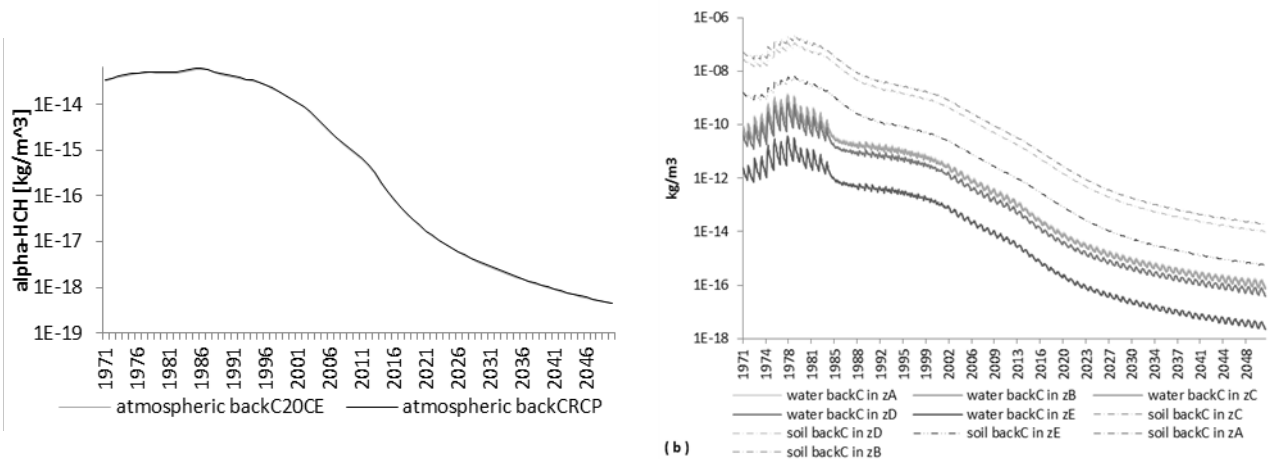 alpha-HCH [kg/m^3]
1E-14
1E-15
1E-16
1E-17
1E-18
1E-19
1971 1976 1981 1986 1991 1996 2001 2006 2011 2016 2021 2026 2031 2036 2041 2046
atmospheric backC20CE atmospheric backCRCP
kg/m3
1E-06
1E-08
1E-10
1E-12
1E-14
1E-16
1E-18
1971 1974 1978 1981 1985 1988 1992 1995 1999 2002 2006 2009 2013 2016 2020 2023 2027 2030 2034 2037 2041 2044 2048
water backC in zA water backC in zB water backC in zC
water backC in zD water backC in zE soil backC in zC
soil backC in zD soil backC in zE soil backC in zA
soil backC in zB
( b )